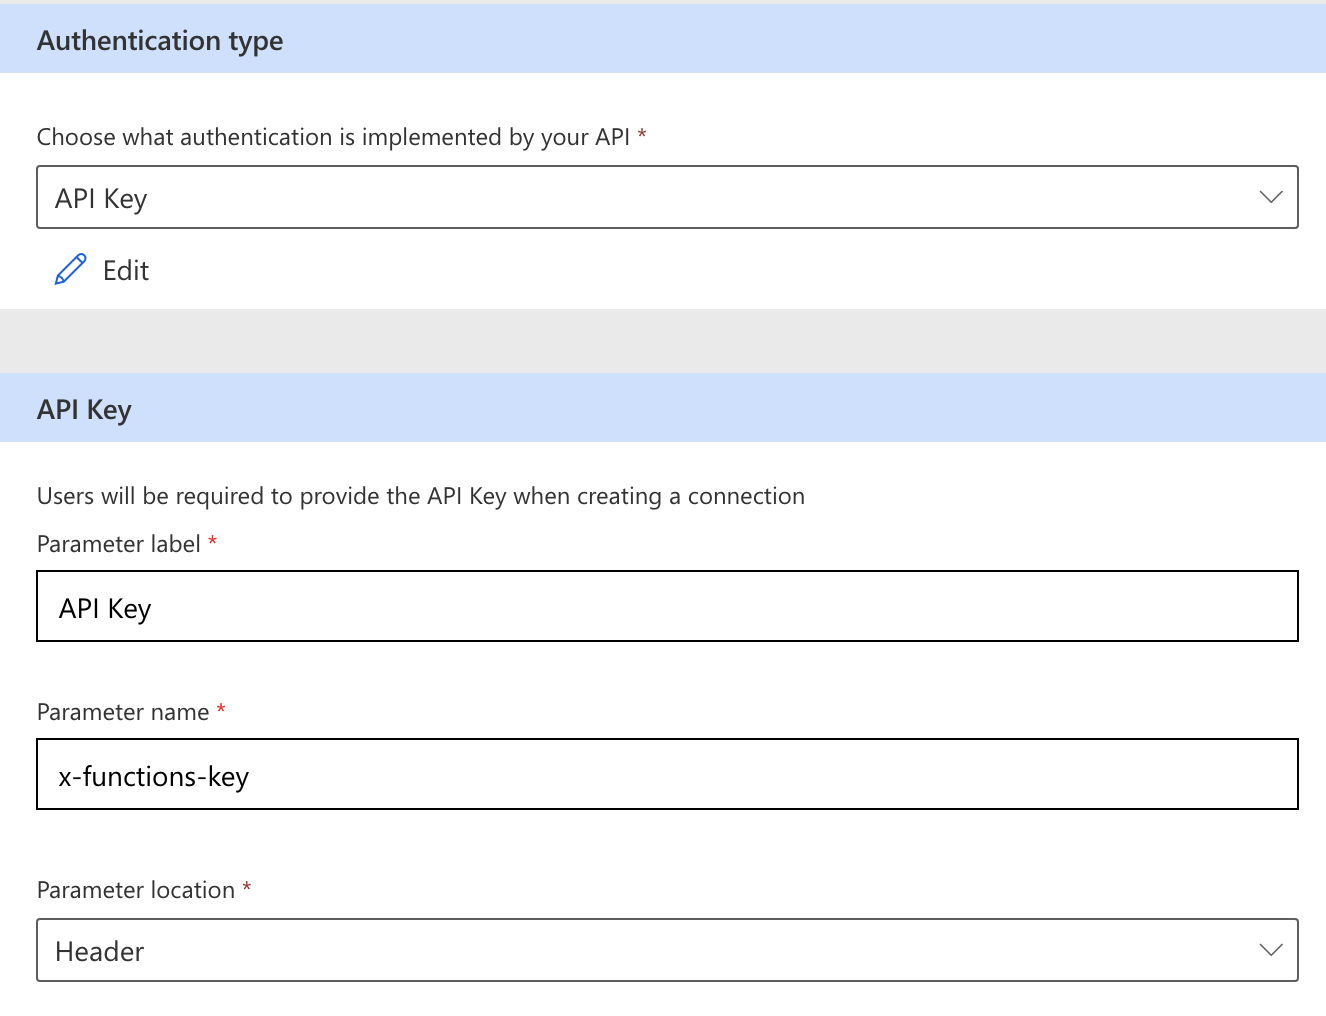 Authentication type
Choose what authentication is implemented by your API *
API Key
Edit
API Key
Users will be required to provide the API Key when creating a connection
Parameter label *
API Key
Parameter name *
x-functions-key
Parameter location *
Header